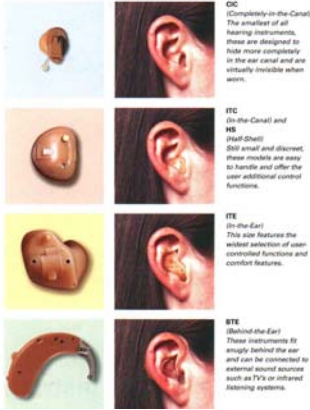 CIC
(Completely-in-the-Canal)
The smallest of all
hearing instruments,
these are designed to
hide more completely
in the ear canal and are
virtually invisible when
worn.
ITC
(In-the-Canal) and
HS
(Half-Shell)
Still small and discreet,
these models are easy
to handle and offer the
user additional control
functions.
ITE
(In-the-Ear)
This size features the
widest selection of user-
controlled functions and
comfort features.
BTE
(Behind-the-Ear)
These instruments fit
snugly behind the ear
and can be connected to
external sound sources
such as TV's or infrared
listening systems.